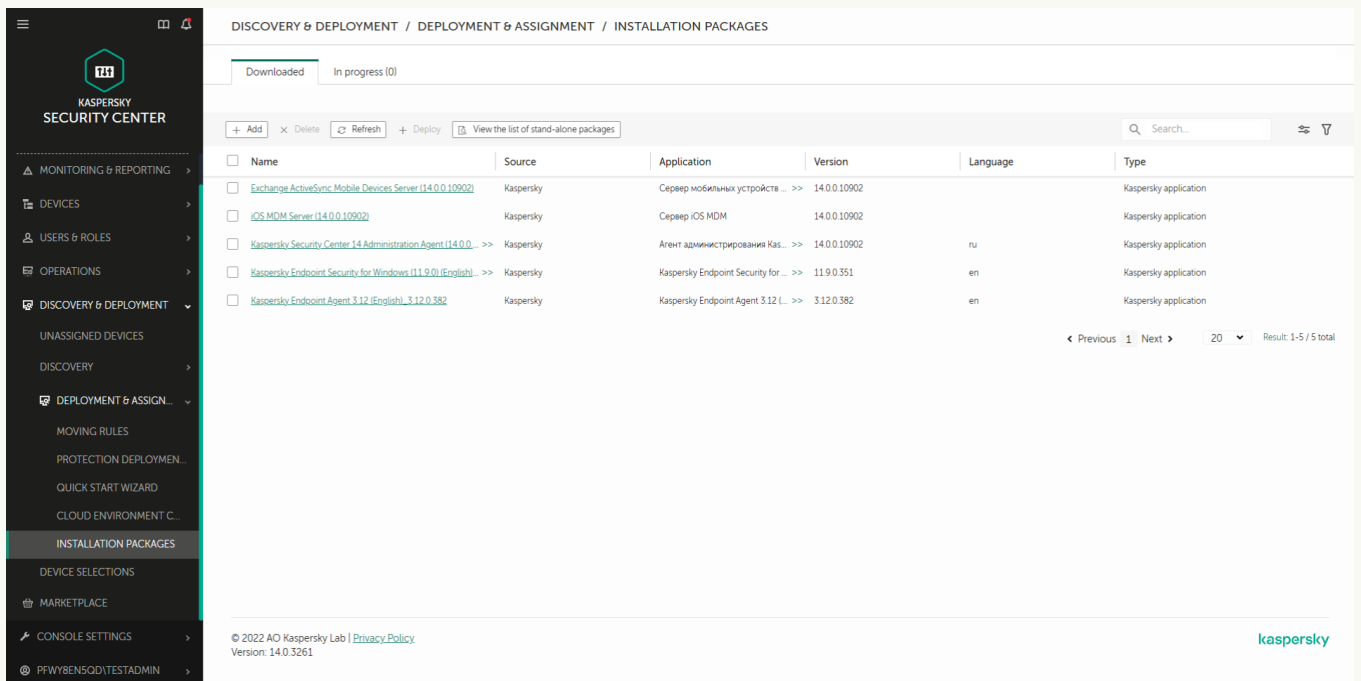 DISCOVERY & DEPLOYMENT / DEPLOYMENT & ASSIGNMENT / INSTALLATION PACKAGES
KASPERSKY
SECURITY CENTER
MONITORING & REPORTING
DEVICES
USERS & ROLES
OPERATIONS
DISCOVERY & DEPLOYMENT
UNASSIGNED DEVICES
DISCOVERY
DEPLOYMENT & ASSIGN...
MOVING RULES
PROTECTION DEPLOYMEN...
QUICK START WIZARD
CLOUD ENVIRONMENT C...
INSTALLATION PACKAGES
DEVICE SELECTIONS
MARKETPLACE
CONSOLE SETTINGS
PFWY8EN5QD\TESTADMIN
Downloaded In progress (0)
+ Add × Delete Refresh + Deploy View the list of stand-alone packages Search...
Name Source Application Version Language Type
Exchange ActiveSync Mobile Devices Server (14.0.0.10902) Kaspersky Сервер мобильных устройств ... >> 14.0.0.10902 Kaspersky application
iOS MDM Server (14.0.0.10902) Kaspersky Сервер iOS MDM 14.0.0.10902 Kaspersky application
Kaspersky Security Center 14 Administration Agent (14.0.0.... >> Kaspersky Агент администрирования Kas... >> 14.0.0.10902 ru Kaspersky application
Kaspersky Endpoint Security for Windows (11.9.0) (English)_... >> Kaspersky Kaspersky Endpoint Security for ... >> 11.9.0.351 en Kaspersky application
Kaspersky Endpoint Agent 3.12 (English)_3.12.0.382 Kaspersky Kaspersky Endpoint Agent 3.12 (... >> 3.12.0.382 en Kaspersky application
Previous 1 Next 20 Result: 1-5 / 5 total
© 2022 AO Kaspersky Lab | Privacy Policy
Version: 14.0.3261
kaspersky